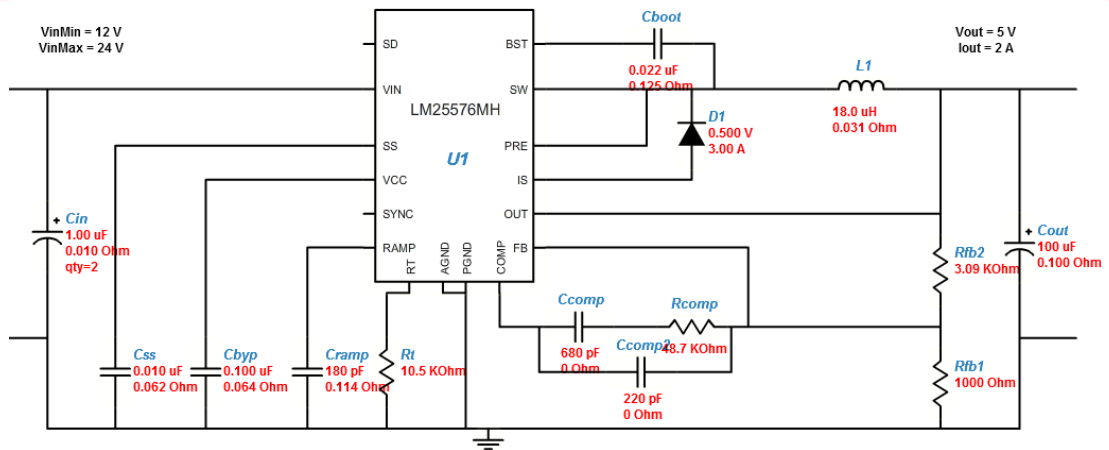 VinMin = 12 V
VinMax = 24 V
Vout = 5 V
Iout = 2 A
Cboot
0.022 uF
0.125 Ohm
L1
18.0 uH
0.031 Ohm
D1
0.500 V
3.00 A
LM25576MH
U1
SD
VIN
SS
VCC
SYNC
RAMP
RT
AGND
PGND
COMP
BST
SW
PRE
IS
OUT
FB
+ Cin
1.00 uF
0.010 Ohm
qty=2
+ Cout
100 uF
0.100 Ohm
Rfb2
3.09 KOhm
Rfb1
1000 Ohm
Ccomp
680 pF
0 Ohm
Rcomp
48.7 KOhm
Ccomp2
220 pF
0 Ohm
Css
0.010 uF
0.062 Ohm
Cbyp
0.100 uF
0.064 Ohm
Cramp
180 pF
0.114 Ohm
Rt
10.5 KOhm